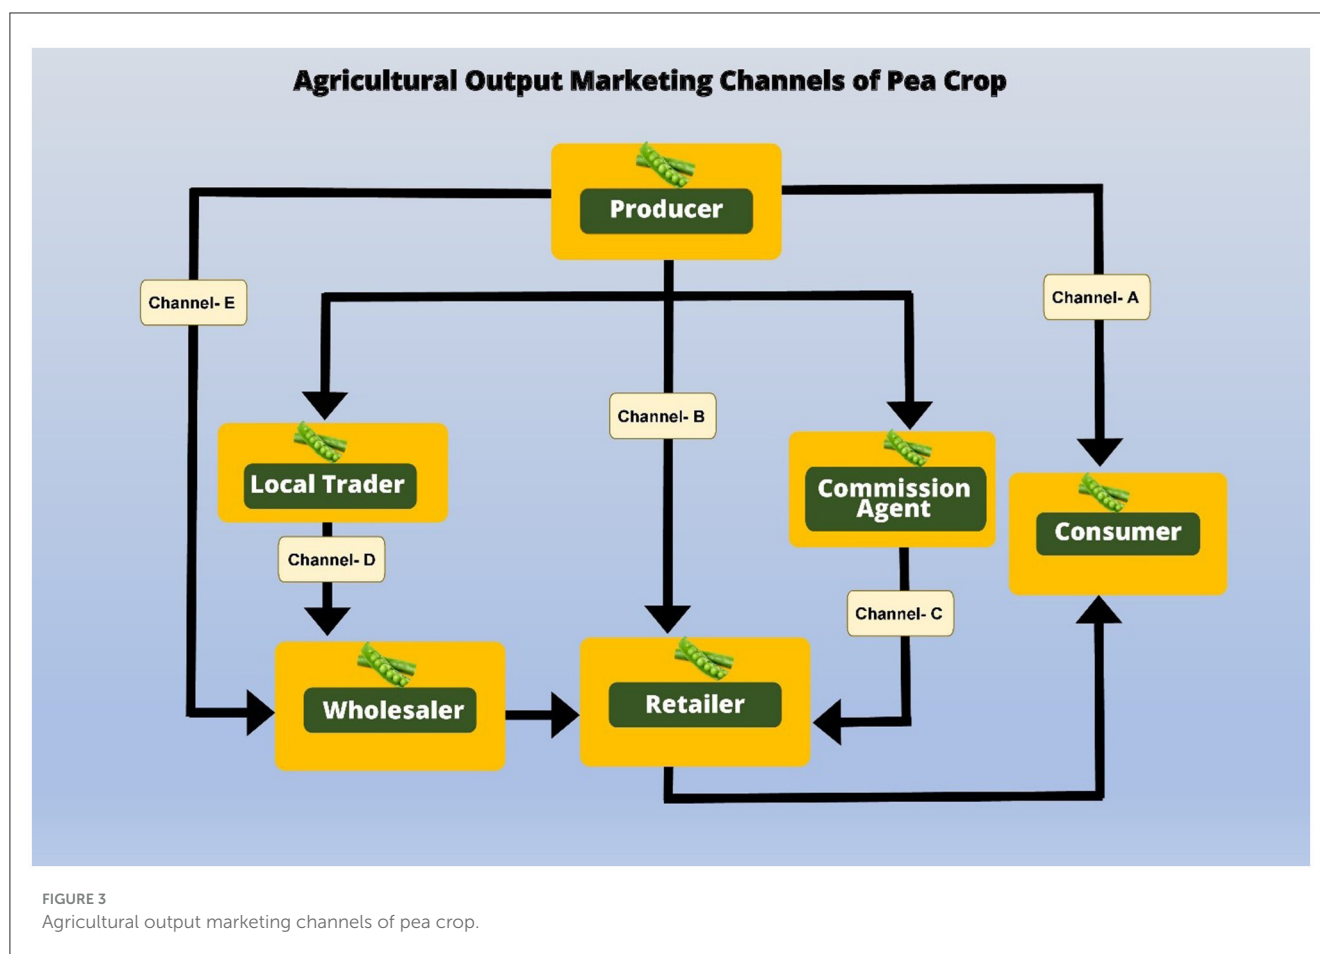 Agricultural Output Marketing Channels of Pea Crop
Producer
Channel- E
Channel- A
Channel- B
Local Trader
Commission
Agent
Consumer
Channel- D
Channel- C
Wholesaler
Retailer
FIGURE 3
Agricultural output marketing channels of pea crop.